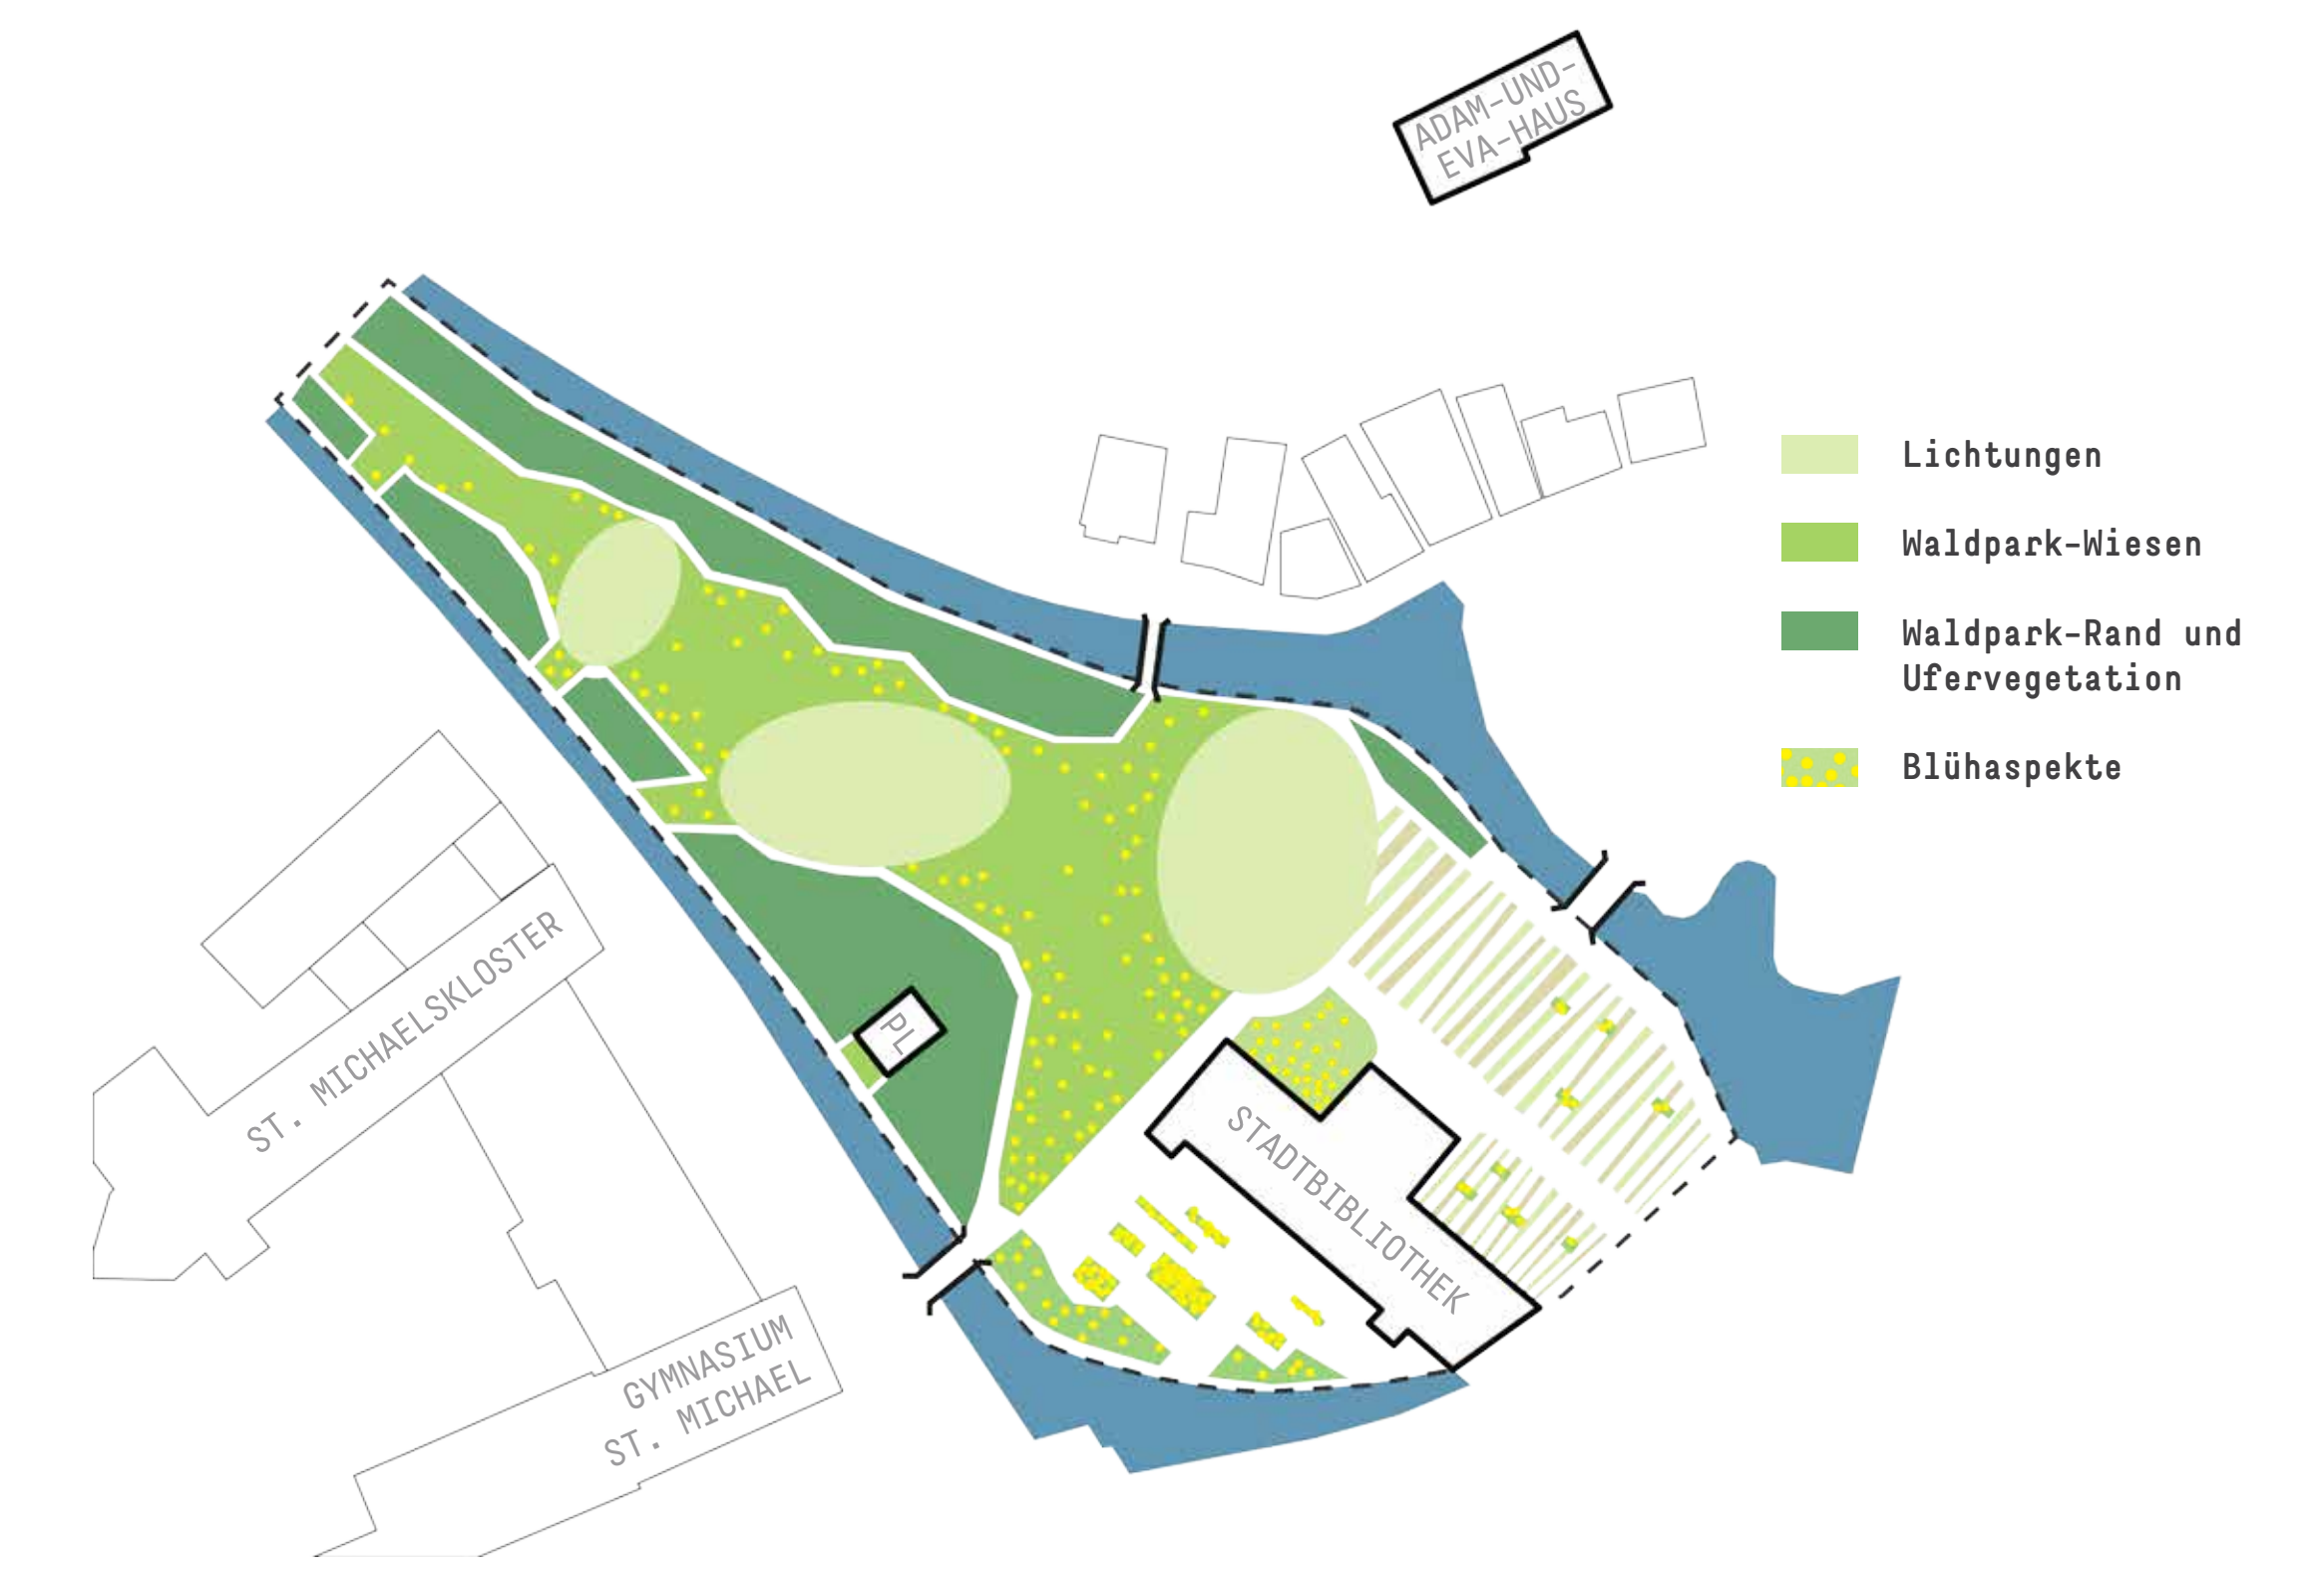 ADAM-UND-
EVA-HAUS
Lichtungen
Waldpark-Wiesen
Waldpark-Rand und
Ufervegetation
Blühaspekte
ST. MICHAELSKLOSTER
PL
STADTBIBLIOTHEK
GYMNASIUM
ST. MICHAEL